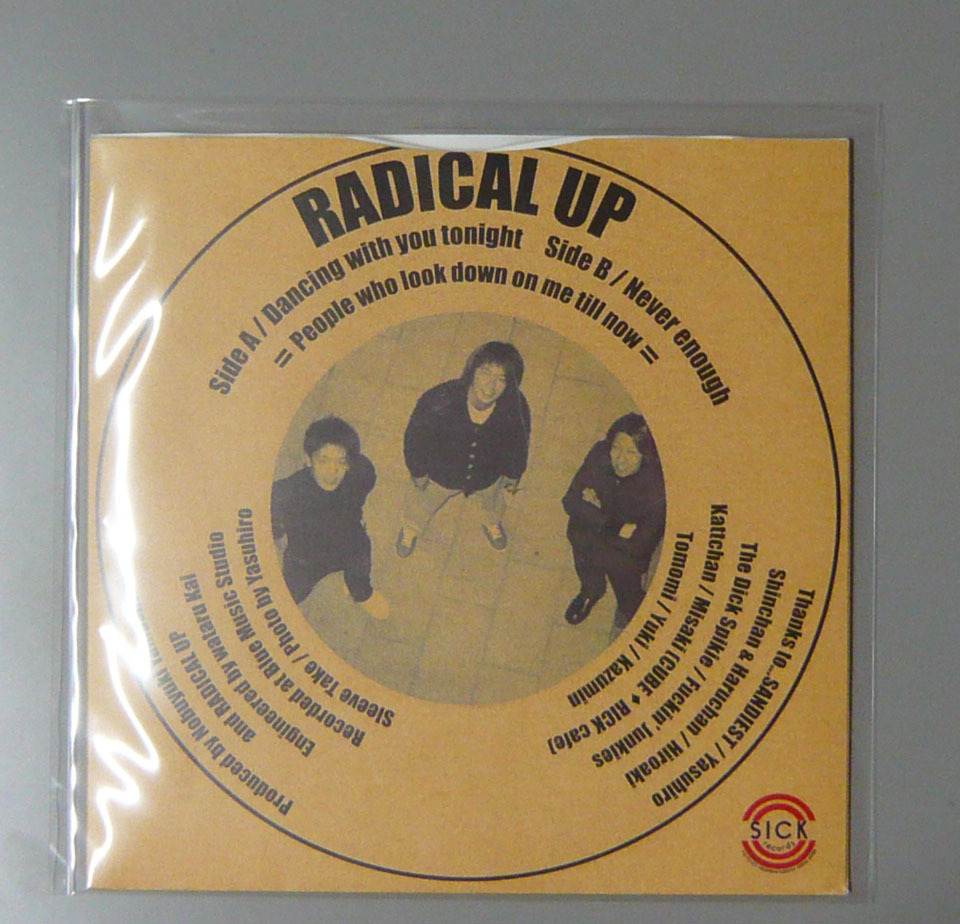 RADICAL UP
Side A / Dancing with you tonight Side B / Never enough
= People who look down on me till now =
Thanks to...SANDIEST / Yasuhiro
Shinchan & Haruchan / Hiroaki
The Dick Spikie / Fuckin' Junkies
Kattchan / Misaki (CUBE ♦ RICK cafe)
Tomomi / Yuki / Kazumin
Produced by Nobuyuki
and RADICAL UP
Engineered by wataru Kai
Recorded at Blue Music Studio
Sleeve Take / Photo by Yasuhiro
SICK
records